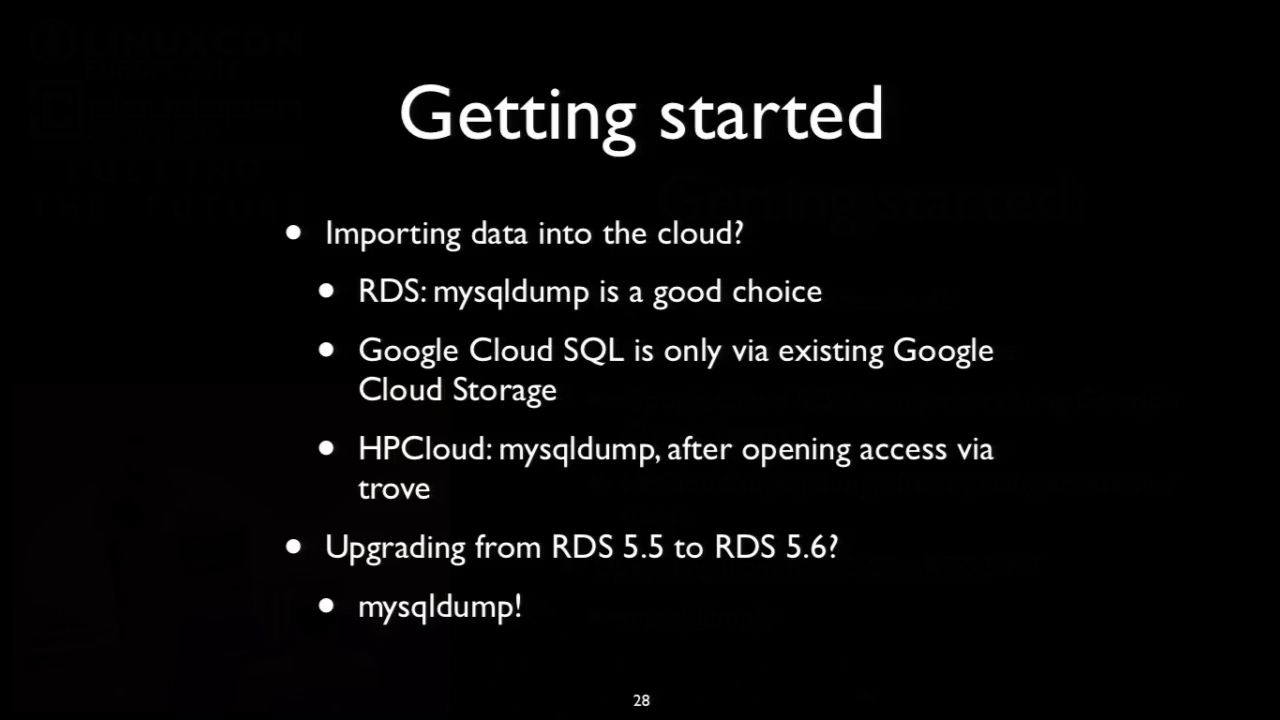 Getting started
• Importing data into the cloud?
• RDS: mysqldump is a good choice
• Google Cloud SQL is only via existing Google
Cloud Storage
• HPCloud: mysqldump, after opening access via
trove
• Upgrading from RDS 5.5 to RDS 5.6?
• mysqldump!
28